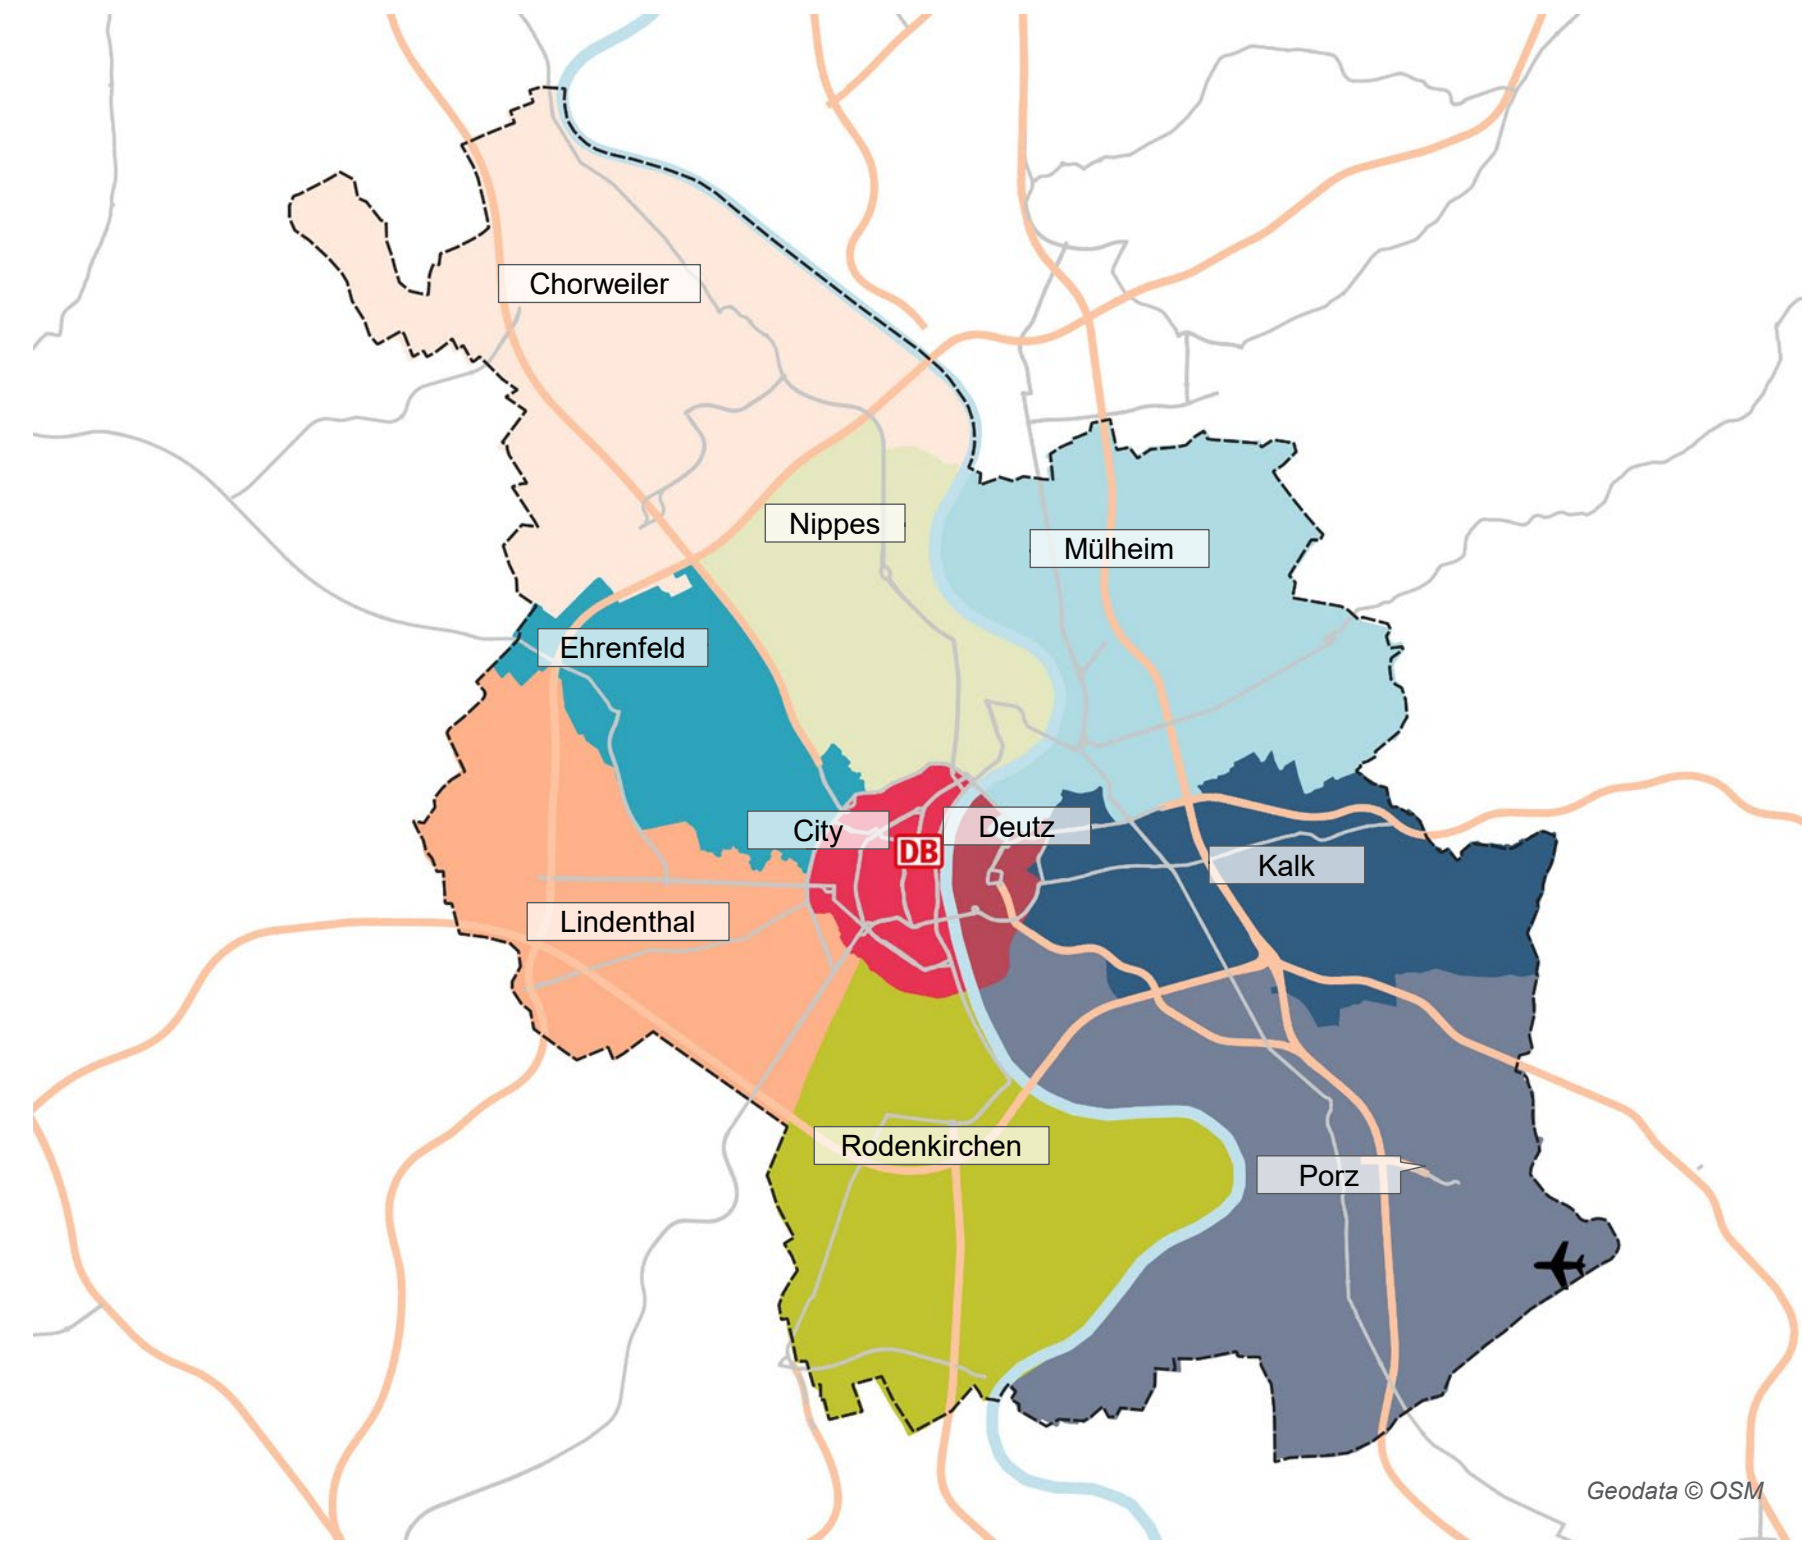 Chorweiler
Nippes
Mülheim
Ehrenfeld
City
Deutz
DB
Kalk
Lindenthal
Rodenkirchen
Porz
Geodata © OSM